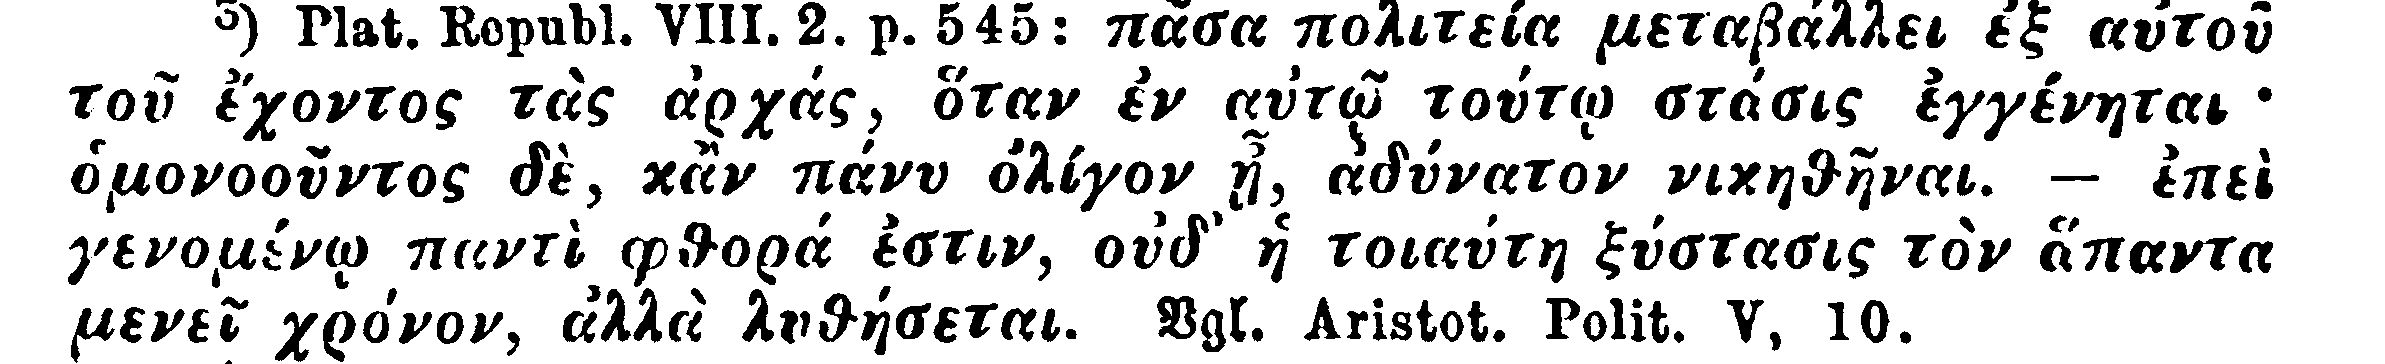 ⁵) Plat. Republ. VIII. 2. p. 545: πᾶσα πολιτεία μεταβάλλει ἐξ αὐτοῦ
τοῦ ἔχοντος τὰς ἀρχάς, ὅταν ἐν αὐτῷ τούτῳ στάσις ἐγγένηται·
ὁμονοοῦντος δὲ, κἂν πάνυ ὀλίγον ᾖ, ἀδύνατον νικηθῆναι. — ἐπεὶ
γενομένῳ παντὶ φθορά ἐστιν, οὐδ᾽ ἡ τοιαύτη ξύστασις τὸν ἅπαντα
μενεῖ χρόνον, ἀλλὰ λυθήσεται. Vgl. Aristot. Polit. V, 10.